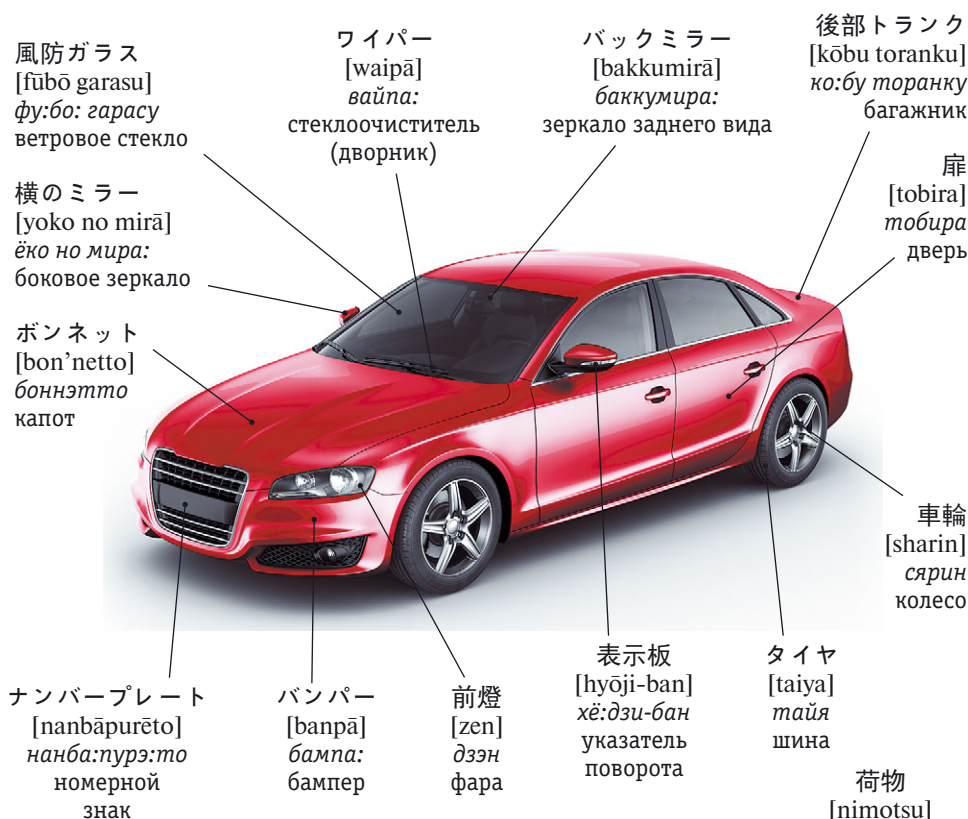 風防ガラス
[fūbō garasu]
фу:бо: гарасу
ветровое стекло
ワイパー
[waipā]
вайпа:
стеклоочиститель
(дворник)
バックミラー
[bakkumirā]
баккумира:
зеркало заднего вида
後部トランク
[kōbu toranku]
ко:бу торанку
багажник
扉
[tobira]
тобира
дверь
横のミラー
[yoko no mirā]
ёко но мира:
боковое зеркало
ボンネット
[bon’netto]
боннэтто
капот
車輪
[sharin]
сярин
колесо
ナンバープレート
[nanbāpurēto]
нанба:пурэ:то
номерной
знак
バンパー
[banpā]
бампа:
бампер
前燈
[zen]
дзэн
фара
表示板
[hyōji-ban]
хё:дзи-бан
указатель
поворота
タイヤ
[taiya]
тайя
шина
荷物
[nimotsu]